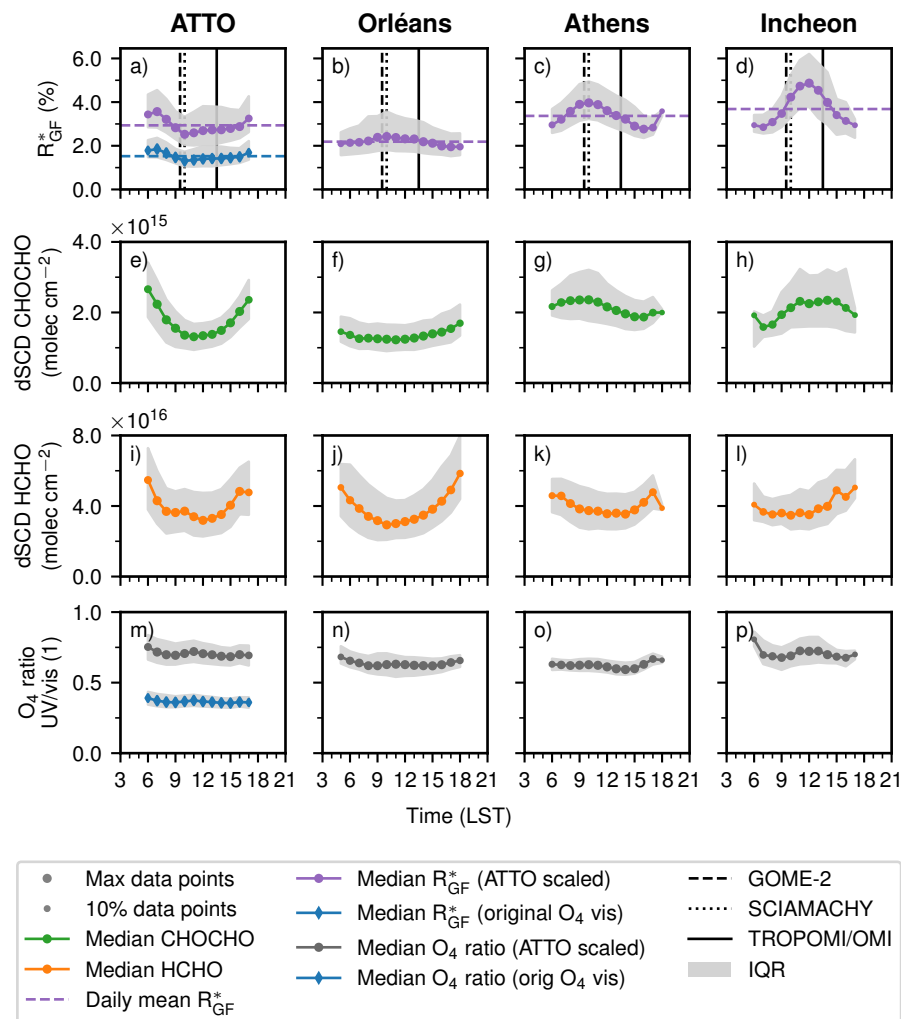 ATTO Orléans Athens Incheon
R*GF (%)
6.0
4.0
2.0
0.0
a) b) c) d)
×10^15
dSCD CHOCHO
(molec cm−2)
4.0
2.0
0.0
e) f) g) h)
×10^16
dSCD HCHO
(molec cm−2)
8.0
4.0
0.0
i) j) k) l)
O4 ratio
UV/vis (1)
1.0
0.5
0.0
m) n) o) p)
3 6 9 12 15 18 21 3 6 9 12 15 18 21 3 6 9 12 15 18 21 3 6 9 12 15 18 21
Time (LST)
Max data points
10% data points
Median CHOCHO
Median HCHO
Daily mean R*GF
Median R*GF (ATTO scaled)
Median R*GF (original O4 vis)
Median O4 ratio (ATTO scaled)
Median O4 ratio (orig O4 vis)
GOME-2
SCIAMACHY
TROPOMI/OMI
IQR